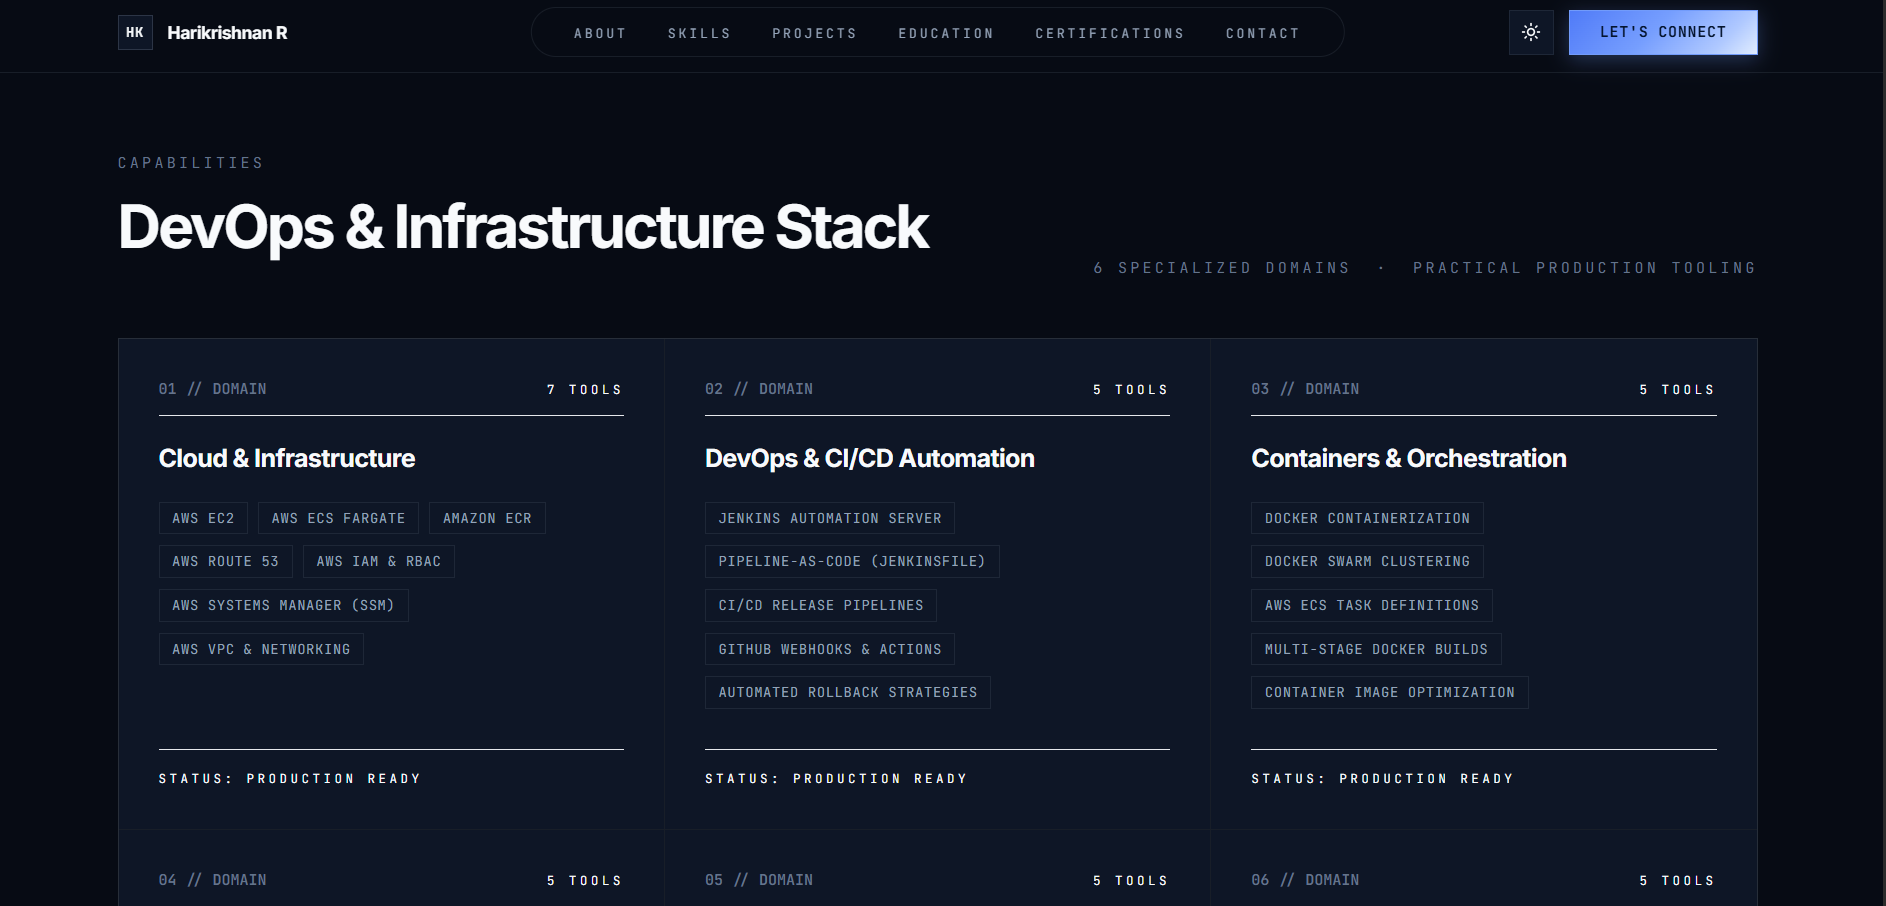 HK Harikrishnan R ABOUT SKILLS PROJECTS EDUCATION CERTIFICATIONS CONTACT LET'S CONNECT
CAPABILITIES
DevOps & Infrastructure Stack
6 SPECIALIZED DOMAINS · PRACTICAL PRODUCTION TOOLING
01 // DOMAIN 7 TOOLS
Cloud & Infrastructure
AWS EC2 AWS ECS FARGATE AMAZON ECR
AWS ROUTE 53 AWS IAM & RBAC
AWS SYSTEMS MANAGER (SSM)
AWS VPC & NETWORKING
STATUS: PRODUCTION READY
02 // DOMAIN 5 TOOLS
DevOps & CI/CD Automation
JENKINS AUTOMATION SERVER
PIPELINE-AS-CODE (JENKINSFILE)
CI/CD RELEASE PIPELINES
GITHUB WEBHOOKS & ACTIONS
AUTOMATED ROLLBACK STRATEGIES
STATUS: PRODUCTION READY
03 // DOMAIN 5 TOOLS
Containers & Orchestration
DOCKER CONTAINERIZATION
DOCKER SWARM CLUSTERING
AWS ECS TASK DEFINITIONS
MULTI-STAGE DOCKER BUILDS
CONTAINER IMAGE OPTIMIZATION
STATUS: PRODUCTION READY
04 // DOMAIN 5 TOOLS
05 // DOMAIN 5 TOOLS
06 // DOMAIN 5 TOOLS